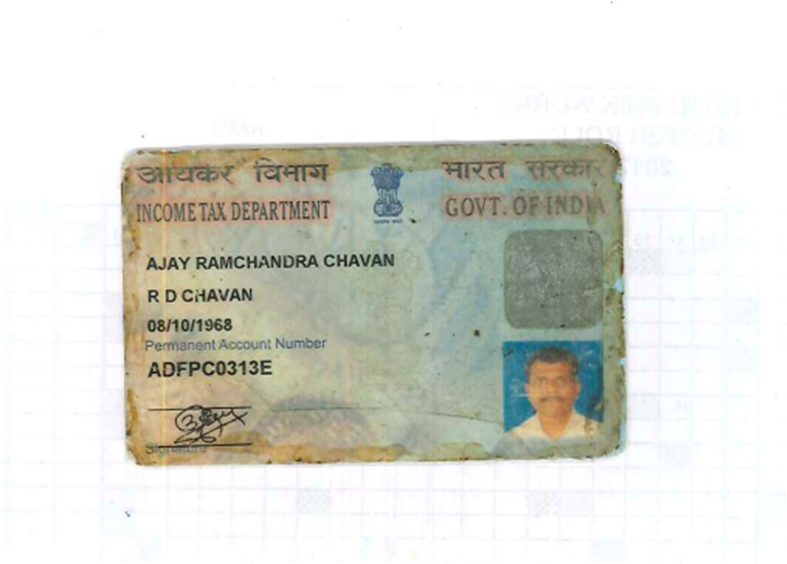 आयकर विभाग
INCOME TAX DEPARTMENT
भारत सरकार
GOVT. OF INDIA
AJAY RAMCHANDRA CHAVAN
R D CHAVAN
08/10/1968
Permanent Account Number
ADFPC0313E
Signature